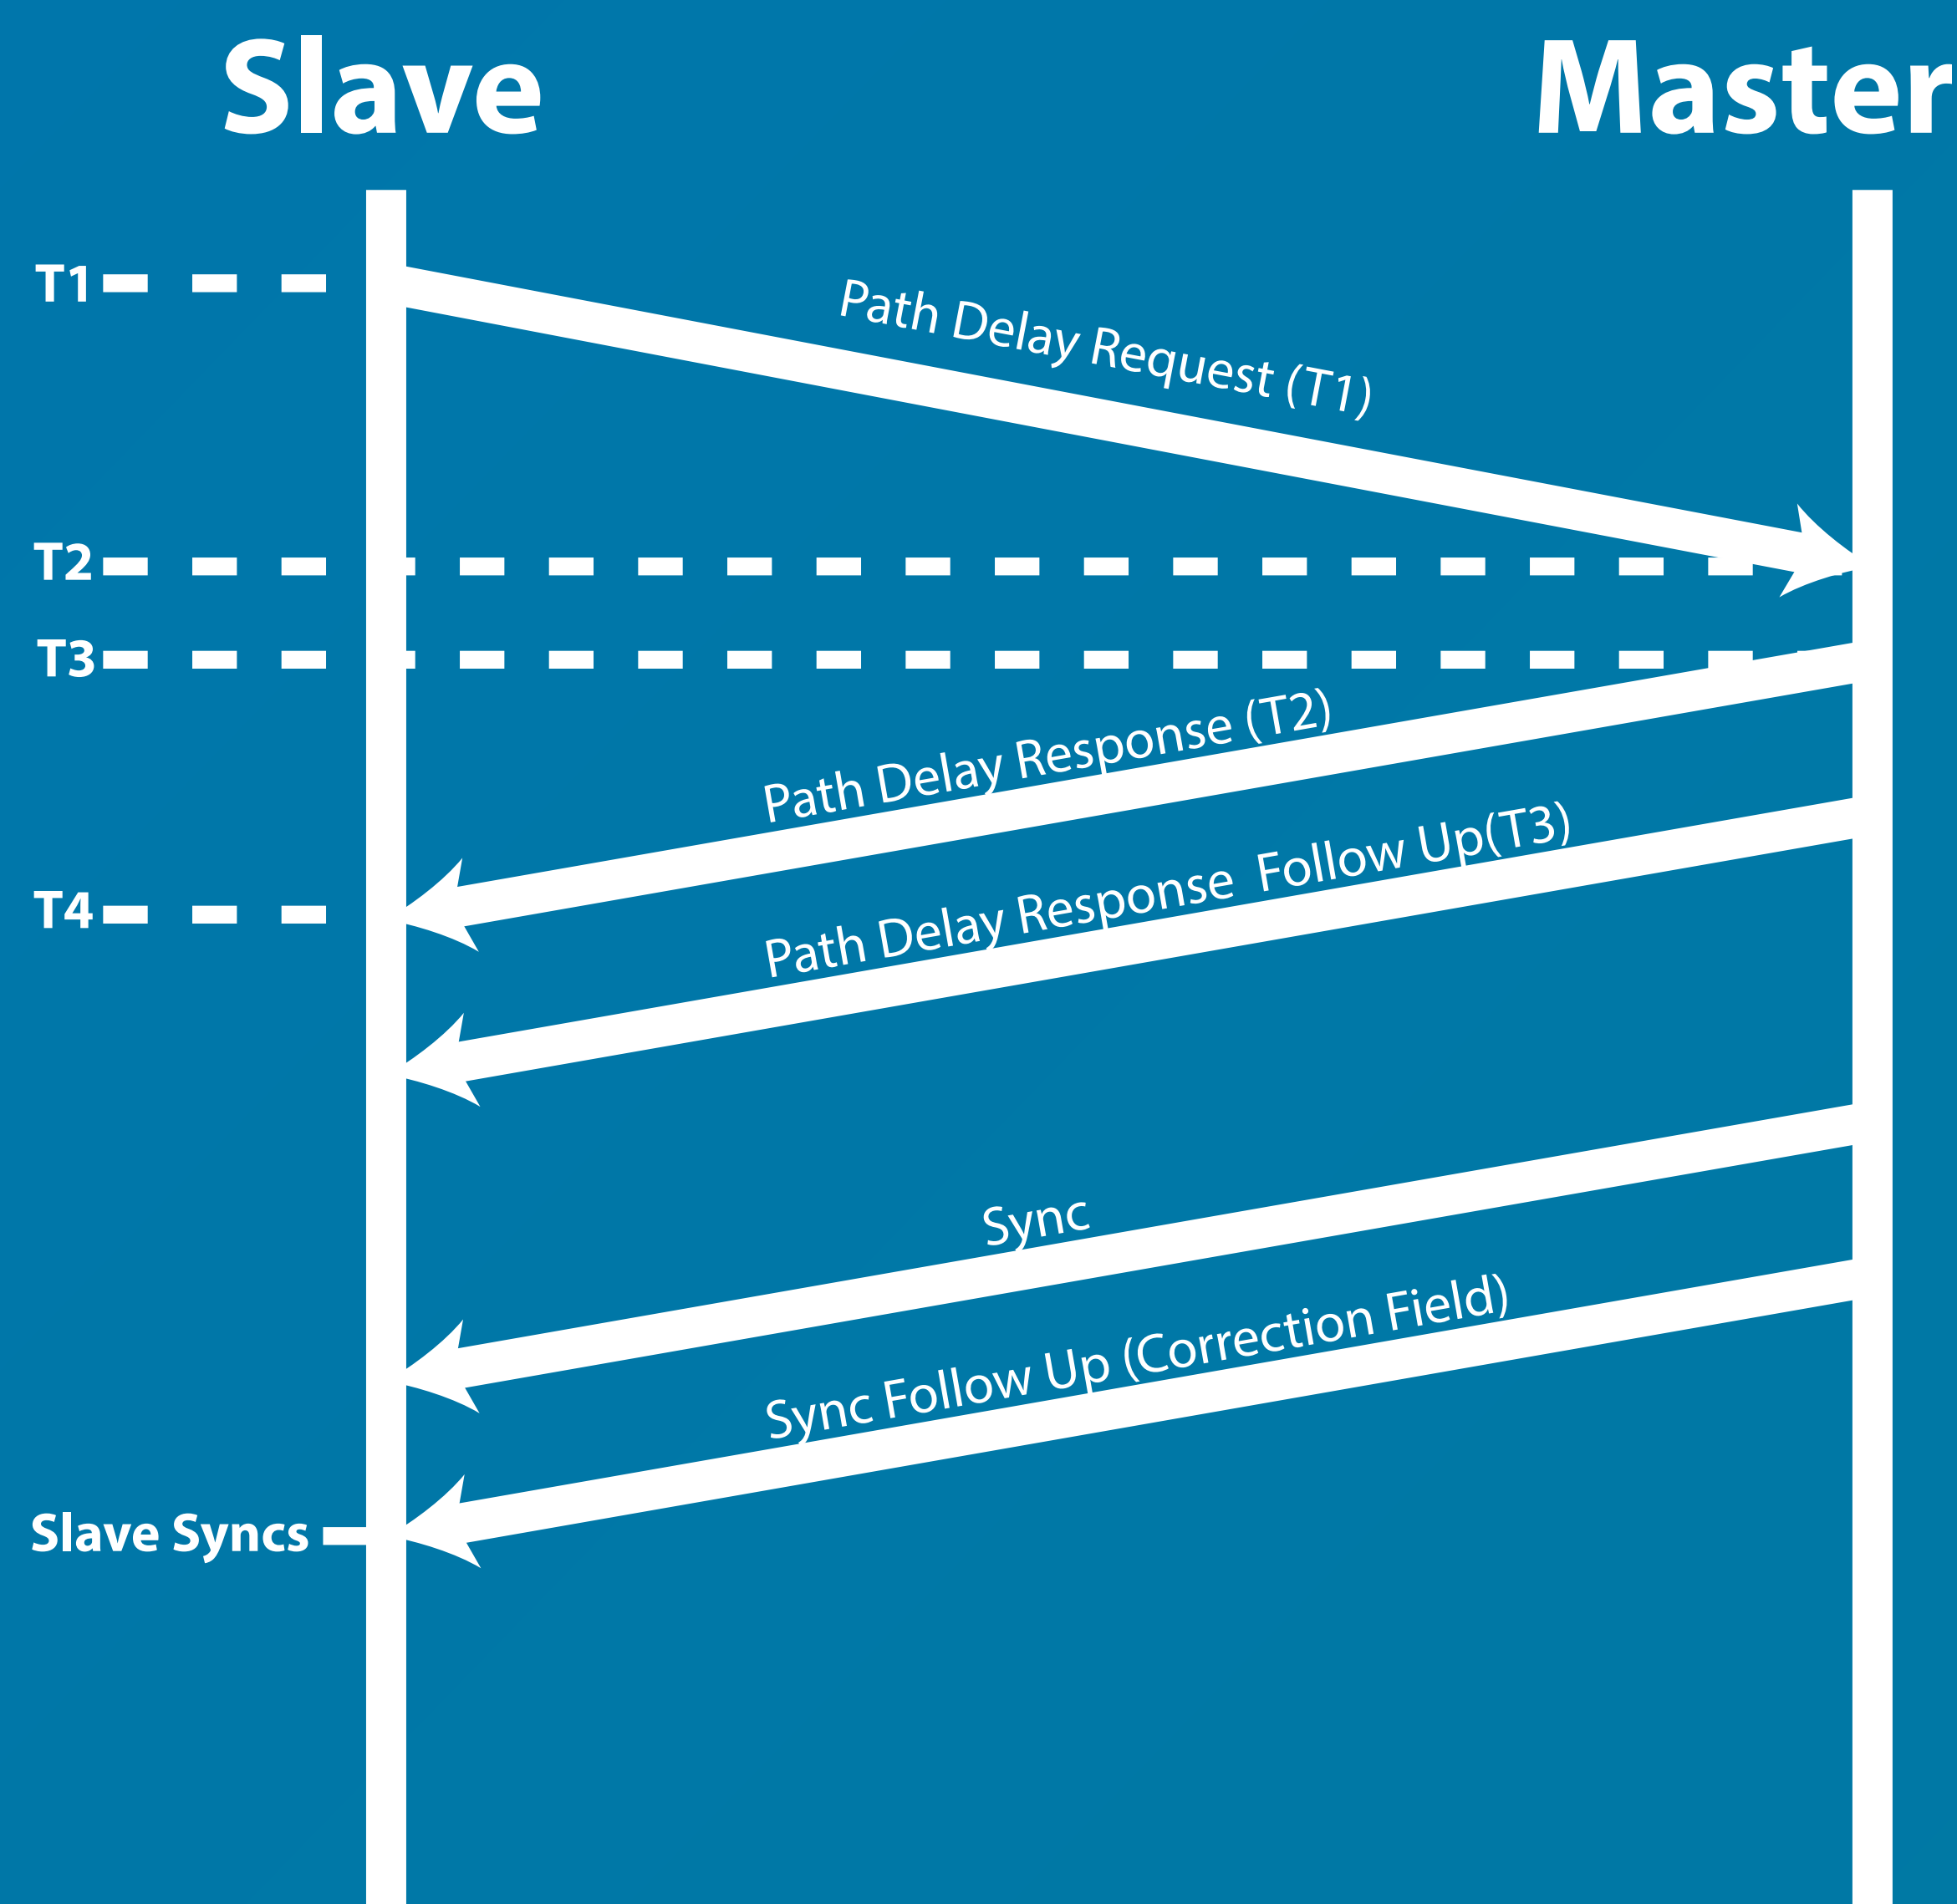 Slave
Master
T1
Path Delay Request (T1)
T2
T3
Path Delay Response (T2)
Path Delay Response Follow Up(T3)
T4
Sync
Sync Follow Up (Correction Field)
Slave Syncs